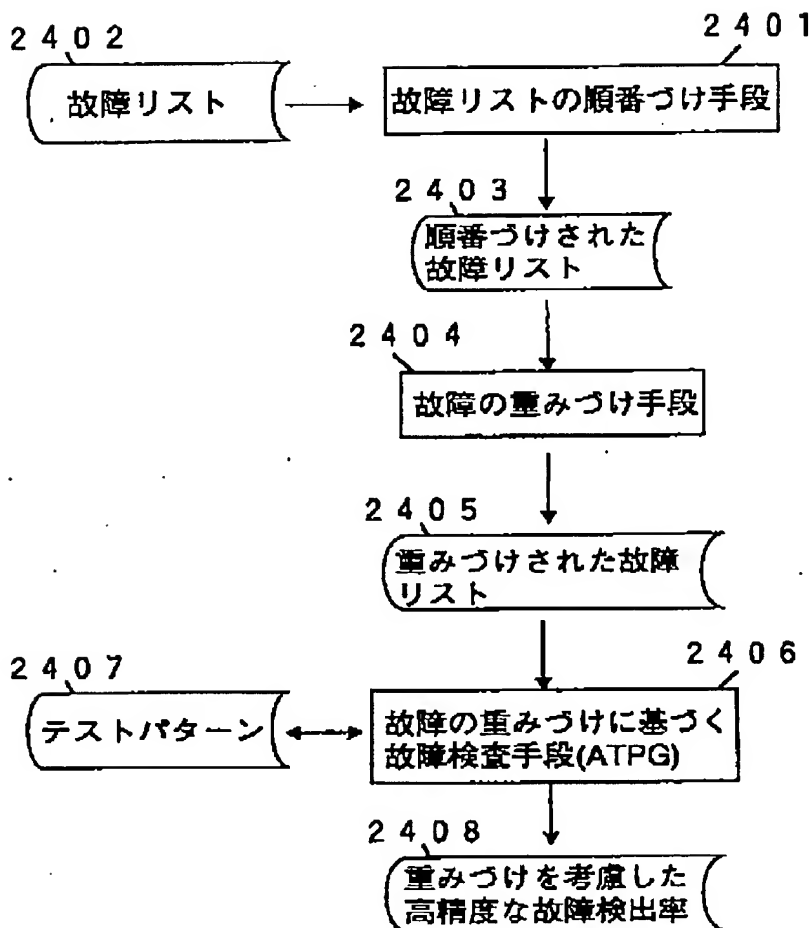 2402
2401
故障リスト
故障リストの順番づけ手段
2403
順番づけされた
故障リスト
2404
故障の重みづけ手段
2405
重みづけされた故障
リスト
2407
2406
テストパターン
故障の重みづけに基づく
故障検査手段(ATPG)
2408
重みづけを考慮した
高精度な故障検出率